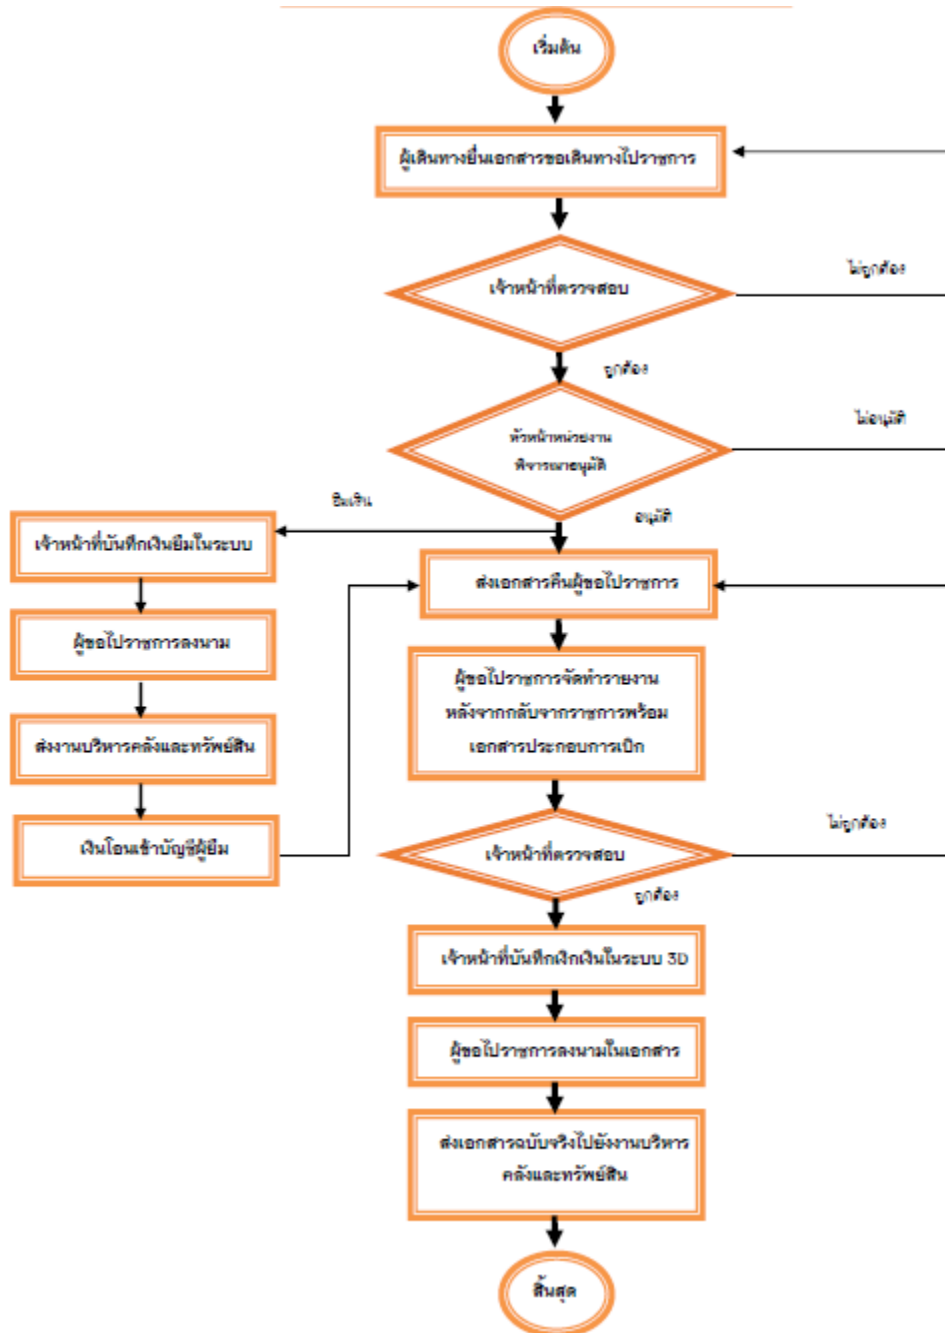 เริ่มต้น
ผู้เดินทางยื่นเอกสารขอเดินทางไปราชการ
เจ้าหน้าที่ตรวจสอบ
ไม่ถูกต้อง
ถูกต้อง
หัวหน้าหน่วยงาน
พิจารณาอนุมัติ
ไม่อนุมัติ
ยืมเงิน
อนุมัติ
เจ้าหน้าที่บันทึกเงินยืมในระบบ
ส่งเอกสารคืนผู้ขอไปราชการ
ผู้ขอไปราชการลงนาม
ผู้ขอไปราชการจัดทำรายงาน
หลังจากกลับจากราชการพร้อม
เอกสารประกอบการเบิก
ส่งงานบริหารคลังและทรัพย์สิน
เงินโอนเข้าบัญชีผู้ยืม
เจ้าหน้าที่ตรวจสอบ
ไม่ถูกต้อง
ถูกต้อง
เจ้าหน้าที่บันทึกเงิกเงินในระบบ 3D
ผู้ขอไปราชการลงนามในเอกสาร
ส่งเอกสารฉบับจริงไปยังงานบริหาร
คลังและทรัพย์สิน
สิ้นสุด